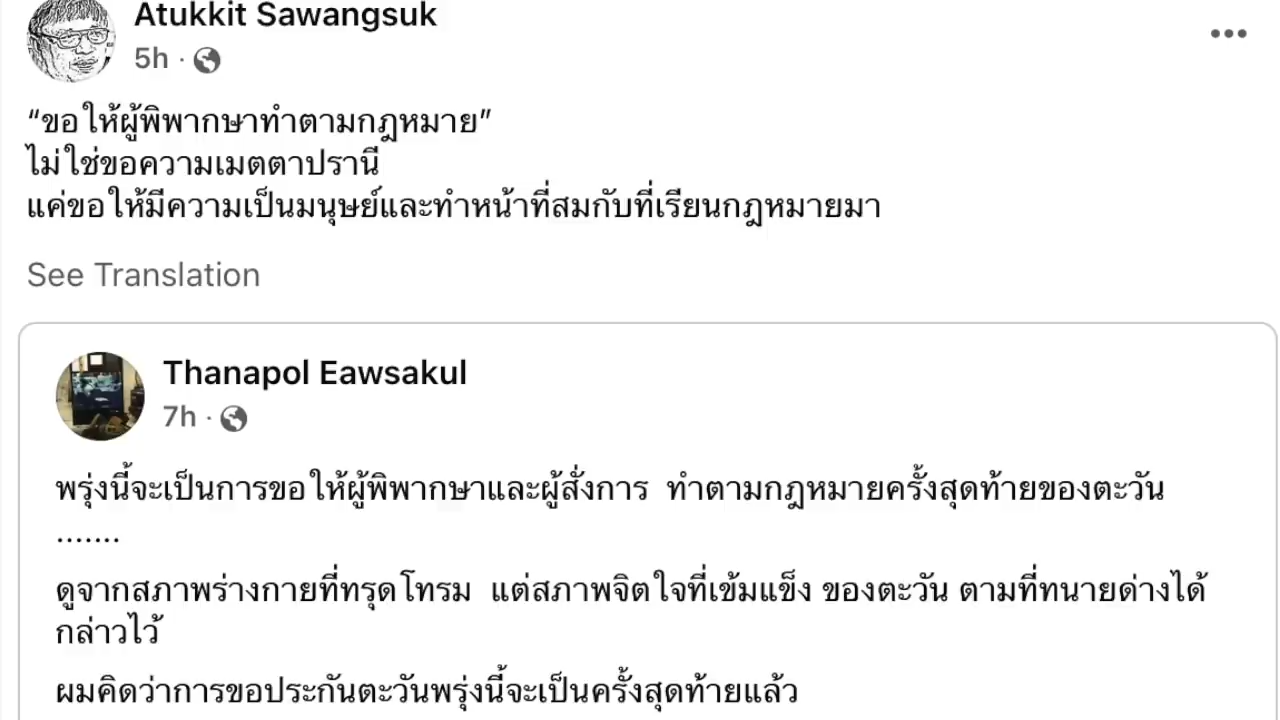 Atukkit Sawangsuk
5h ·
“ขอให้ผู้พิพากษาทำตามกฎหมาย”
ไม่ใช่ขอความเมตตาปรานี
แค่ขอให้มีความเป็นมนุษย์และทำหน้าที่สมกับที่เรียนกฎหมายมา
See Translation
Thanapol Eawsakul
7h ·
พรุ่งนี้จะเป็นการขอให้ผู้พิพากษาและผู้สั่งการ ทำตามกฎหมายครั้งสุดท้ายของตะวัน
.......
ดูจากสภาพร่างกายที่ทรุดโทรม แต่สภาพจิตใจที่เข้มแข็ง ของตะวัน ตามที่ทนายด่างได้
กล่าวไว้
ผมคิดว่าการขอประกันตะวันพรุ่งนี้จะเป็นครั้งสุดท้ายแล้ว